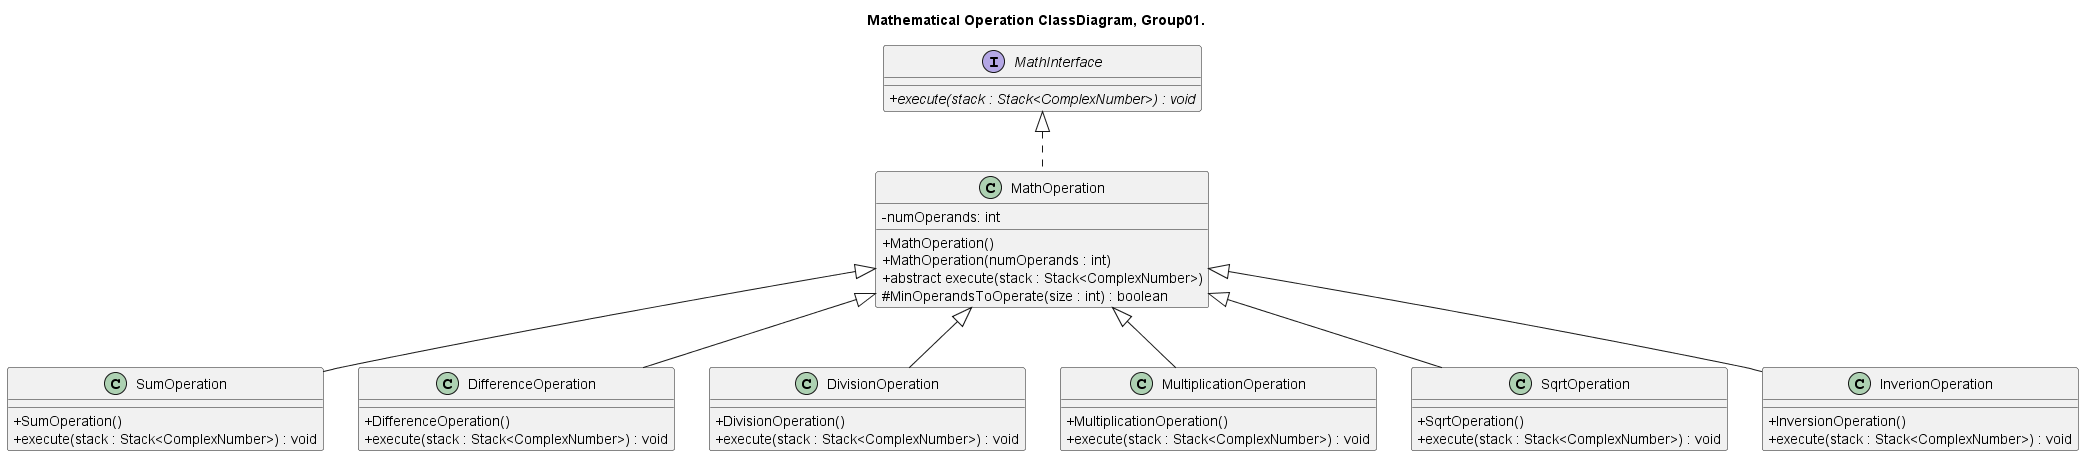 Mathematical Operation ClassDiagram, Group01.
I MathInterface
+execute(stack : Stack<ComplexNumber>) : void
C MathOperation
-numOperands: int
+MathOperation()
+MathOperation(numOperands : int)
+abstract execute(stack : Stack<ComplexNumber>)
#MinOperandsToOperate(size : int) : boolean
C SumOperation
+SumOperation()
+execute(stack : Stack<ComplexNumber>) : void
C DifferenceOperation
+DifferenceOperation()
+execute(stack : Stack<ComplexNumber>) : void
C DivisionOperation
+DivisionOperation()
+execute(stack : Stack<ComplexNumber>) : void
C MultiplicationOperation
+MultiplicationOperation()
+execute(stack : Stack<ComplexNumber>) : void
C SqrtOperation
+SqrtOperation()
+execute(stack : Stack<ComplexNumber>) : void
C InverionOperation
+InversionOperation()
+execute(stack : Stack<ComplexNumber>) : void